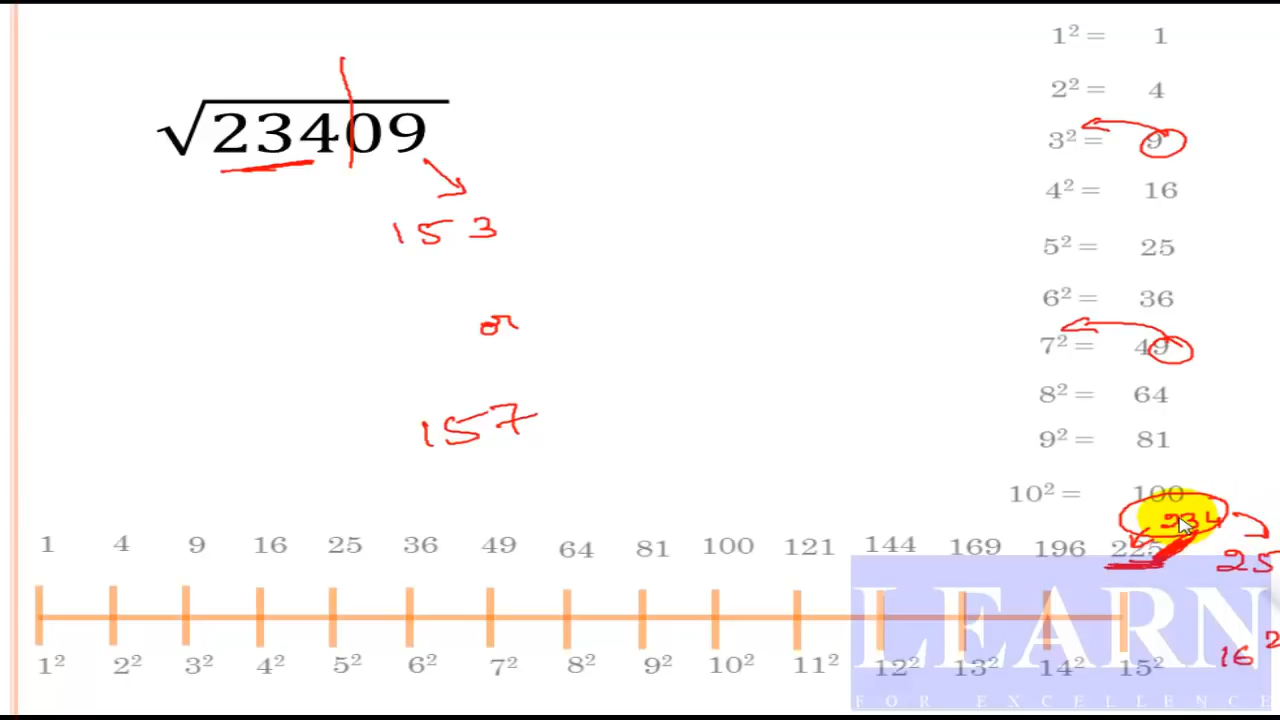 √23409
153
or
157
1² = 1
2² = 4
3² = 9
4² = 16
5² = 25
6² = 36
7² = 49
8² = 64
9² = 81
10² = 100
234
1 4 9 16 25 36 49 64 81 100 121 144 169 196 225
25
LEARN
16²
1² 2² 3² 4² 5² 6² 7² 8² 9² 10² 11² 12² 13² 14² 15²
FOR EXCELLENCE